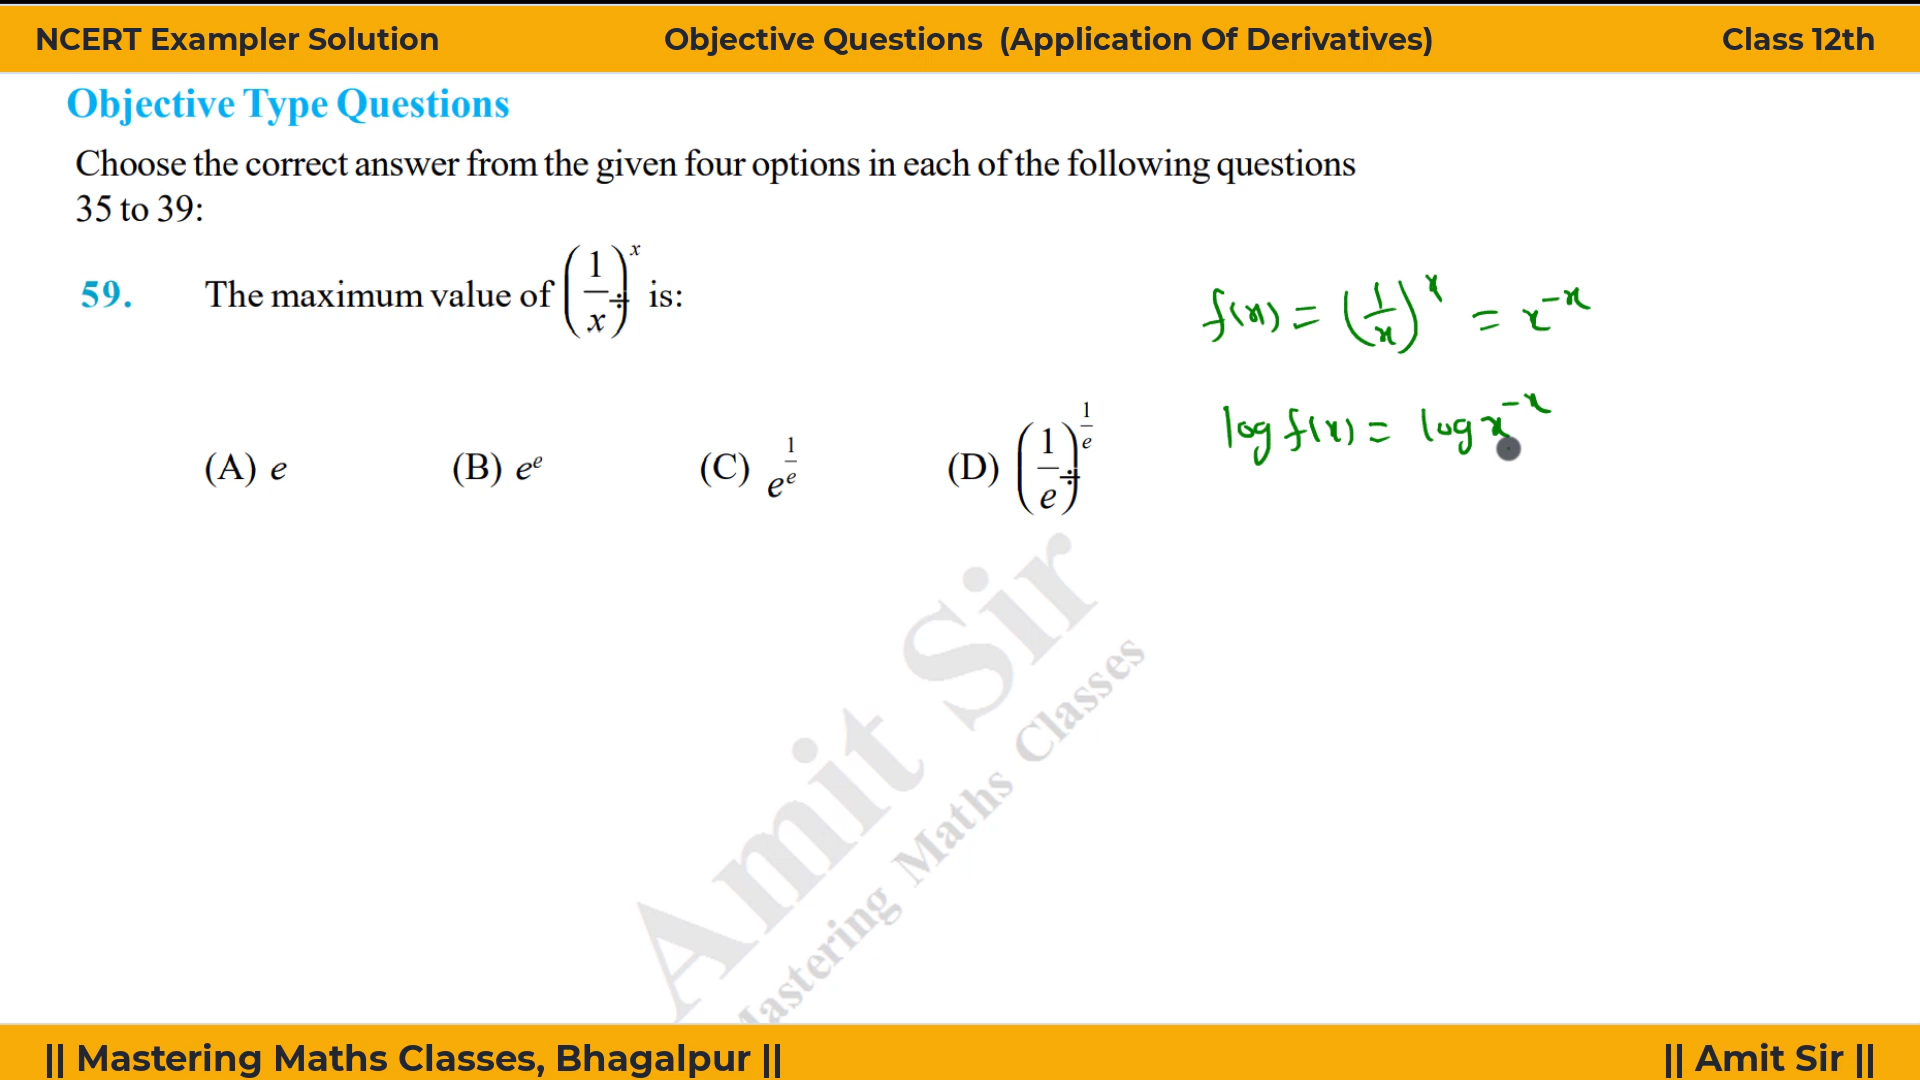 NCERT Exampler Solution Objective Questions (Application Of Derivatives) Class 12th
Objective Type Questions
Choose the correct answer from the given four options in each of the following questions
35 to 39:
59. The maximum value of (1/x)^x is:
f(x) = (1/x)^x = x^-x
(A) e (B) e^e (C) e^(1/e) (D) (1/e)^(1/e)
log f(x) = log x^-x
Amit Sir
Mastering Maths Classes
|| Mastering Maths Classes, Bhagalpur || || Amit Sir ||